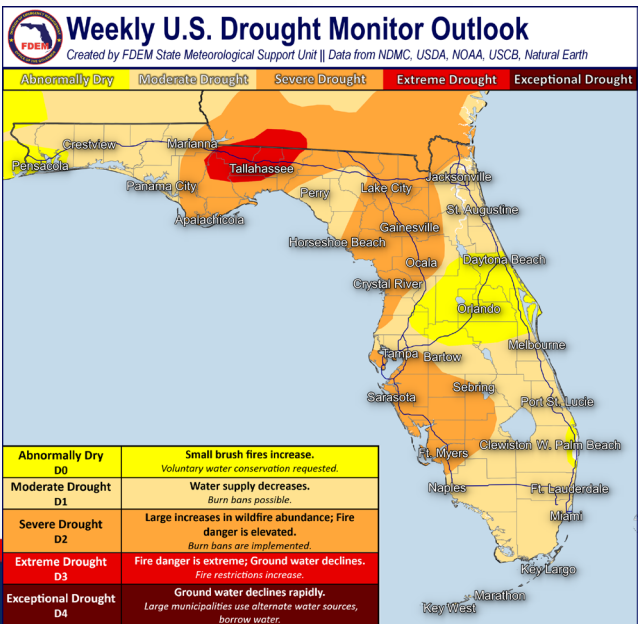 Weekly U.S. Drought Monitor Outlook
FDEM
Created by FDEM State Meteorological Support Unit || Data from NDMC, USDA, NOAA, USCB, Natural Earth
Abnormally Dry Moderate Drought Severe Drought Extreme Drought Exceptional Drought
Crestview
Marianna
Pensacola
Tallahassee
Panama City
Perry
Lake City
Jacksonville
Apalachicola
St. Augustine
Gainesville
Horseshoe Beach
Ocala
Daytona Beach
Crystal River
Orlando
Melbourne
Tampa
Bartow
Sarasota
Sebring
Port St. Lucie
Ft. Myers
Clewiston
W. Palm Beach
Naples
Ft. Lauderdale
Miami
Key Largo
Marathon
Key West
Abnormally Dry
D0
Small brush fires increase.
Voluntary water conservation requested.
Moderate Drought
D1
Water supply decreases.
Burn bans possible.
Severe Drought
D2
Large increases in wildfire abundance; Fire
danger is elevated.
Burn bans are implemented.
Extreme Drought
D3
Fire danger is extreme; Ground water declines.
Fire restrictions increase.
Exceptional Drought
D4
Ground water declines rapidly.
Large municipalities use alternate water sources,
borrow water.